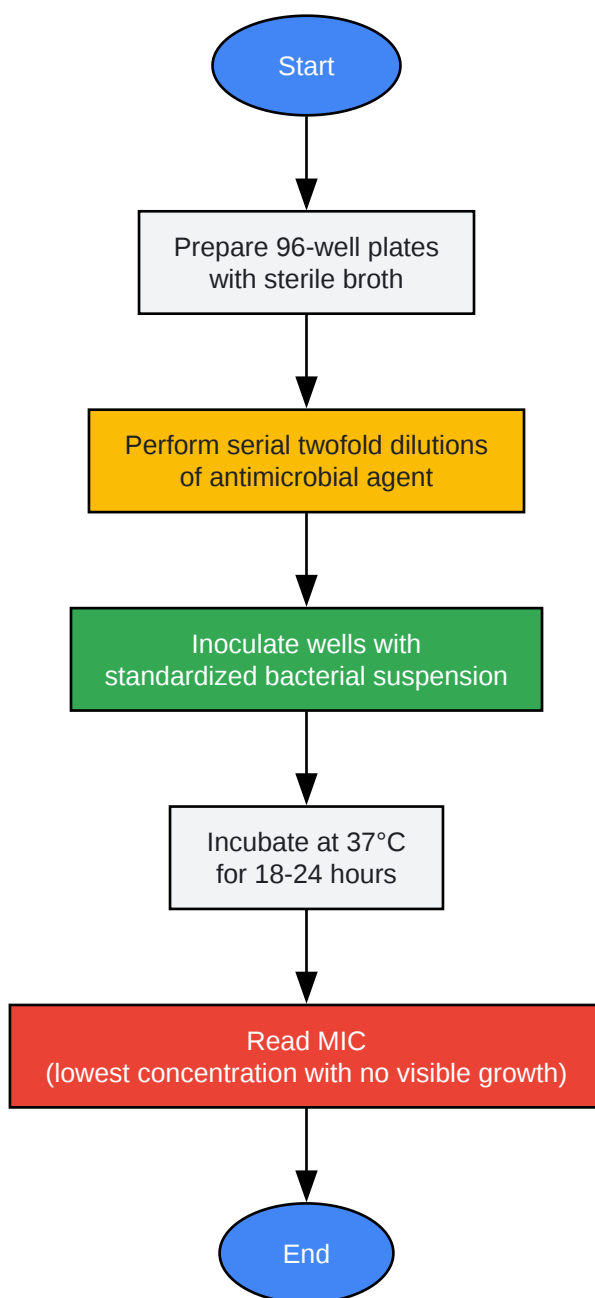 Start
Prepare 96-well plates
with sterile broth
Perform serial twofold dilutions
of antimicrobial agent
Inoculate wells with
standardized bacterial suspension
Incubate at 37°C
for 18-24 hours
Read MIC
(lowest concentration with no visible growth)
End